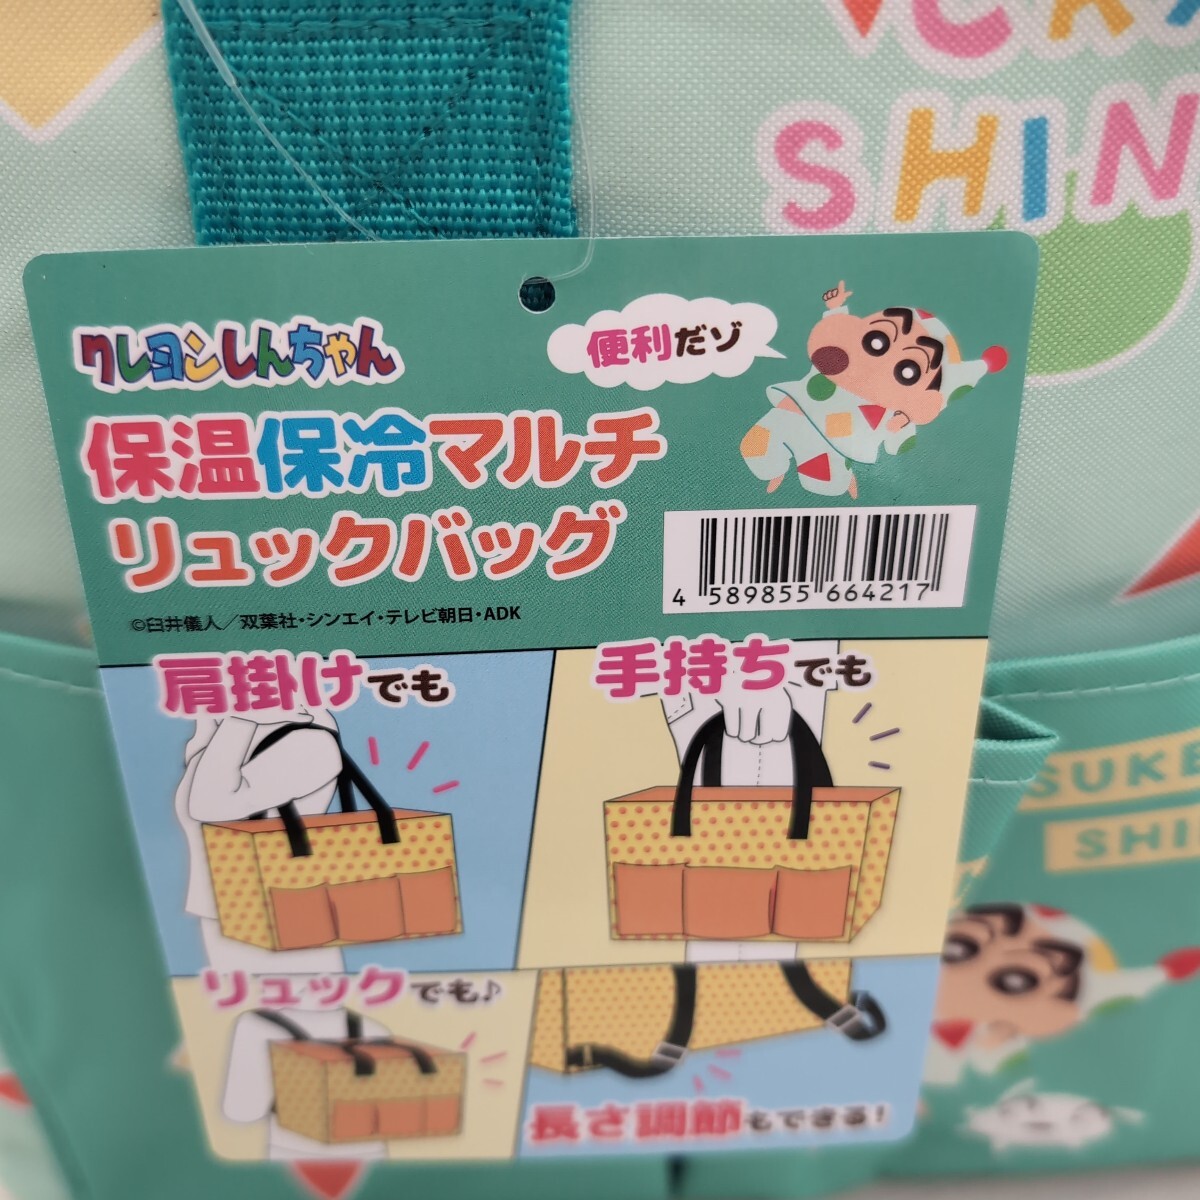 CRA
SHIN
クレヨンしんちゃん
便利だゾ
保温保冷マルチ
リュックバッグ
4 589855 664217
©臼井儀人／双葉社・シンエイ・テレビ朝日・ADK
肩掛けでも
手持ちでも
リュックでも♪
長さ調節もできる!
SUKE
SHI